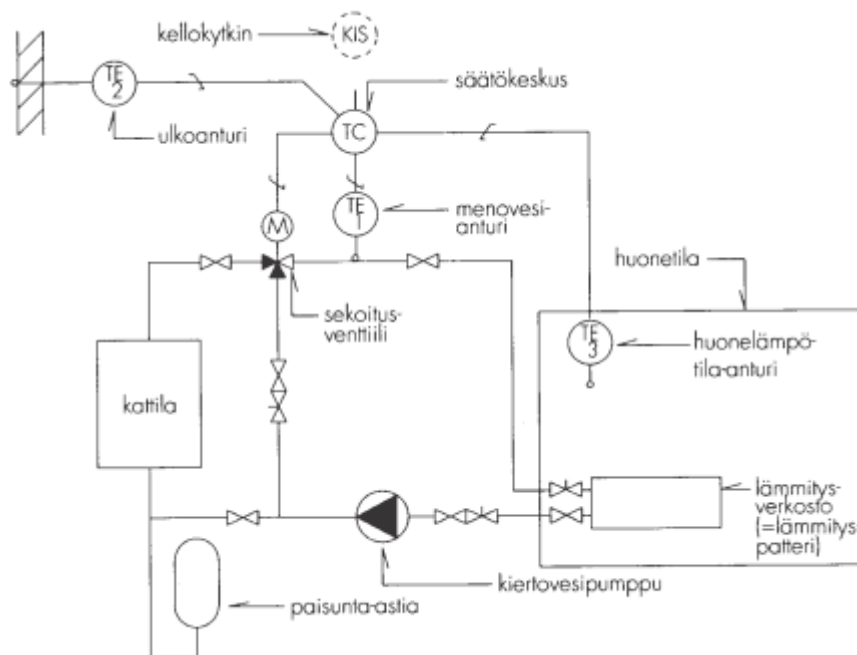 kellokytkin
KIS
TE
2
ulkoanturi
säätökeskus
TC
TE
1
menovesi-
anturi
M
sekoitus-
venttiili
huonetila
TE
3
huonelämpö-
tila-anturi
kattila
lämmitys-
verkosto
(=lämmitys-
patteri)
kiertovesipumppu
paisunta-astia